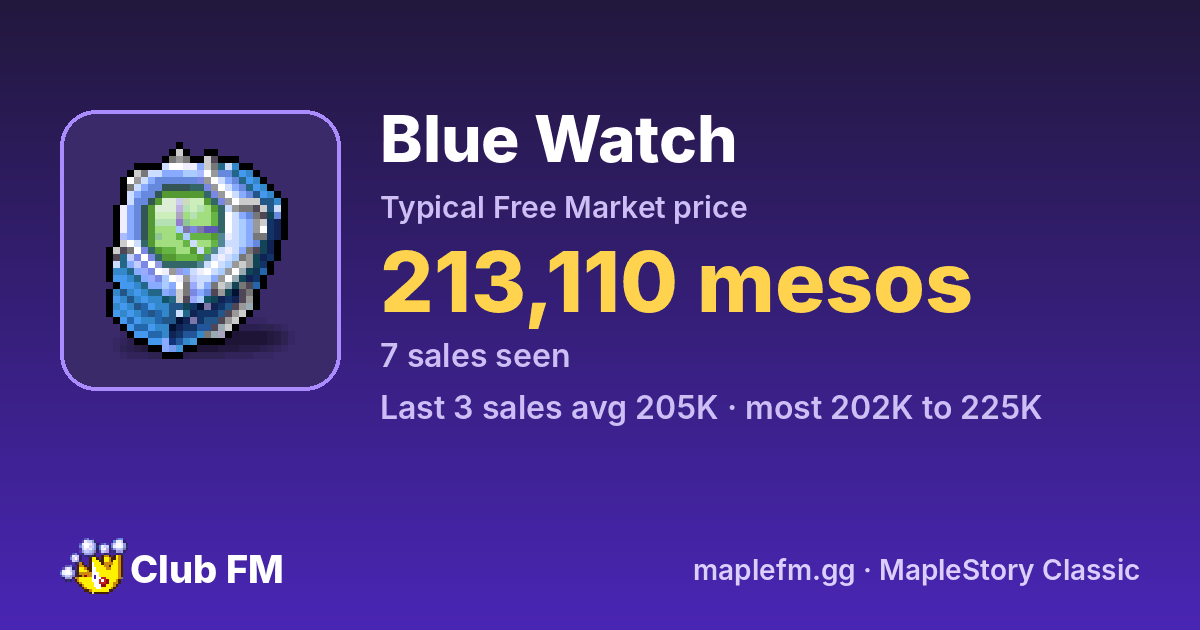 Blue Watch
Typical Free Market price
213,110 mesos
7 sales seen
Last 3 sales avg 205K · most 202K to 225K
Club FM
maplefm.gg · MapleStory Classic